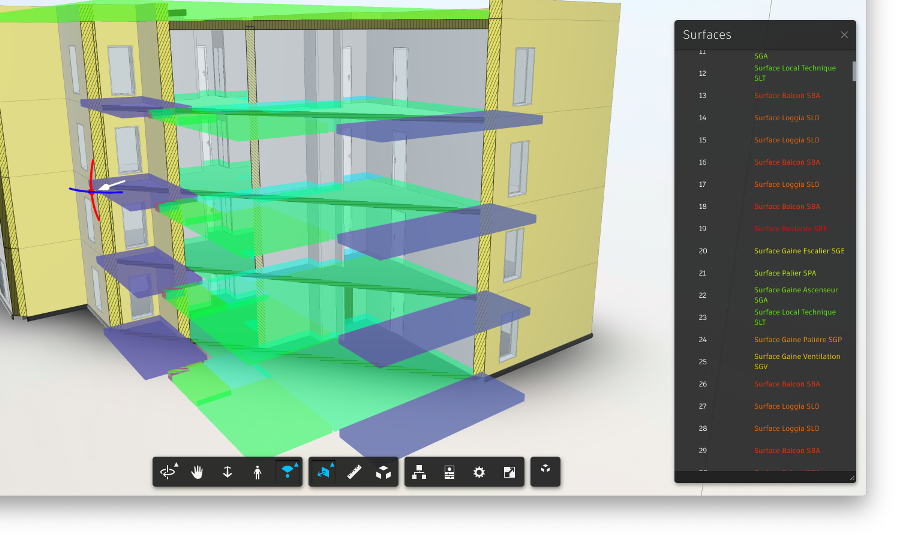 Surfaces
11
SGA
12 Surface Local Technique
SLT
13 Surface Balcon SBA
14 Surface Loggia SLO
15 Surface Loggia SLO
16 Surface Balcon SBA
17 Surface Loggia SLO
18 Surface Balcon SBA
19 Surface
20 Surface Gaine Escalier SGE
21 Surface Palier SPA
22 Surface Gaine Ascenseur
SGA
23 Surface Local Technique
SLT
24 Surface Gaine Palière SGP
25 Surface Gaine Ventilation
SGV
26 Surface Balcon SBA
27 Surface Loggia SLO
28 Surface Loggia SLO
29 Surface Balcon SBA